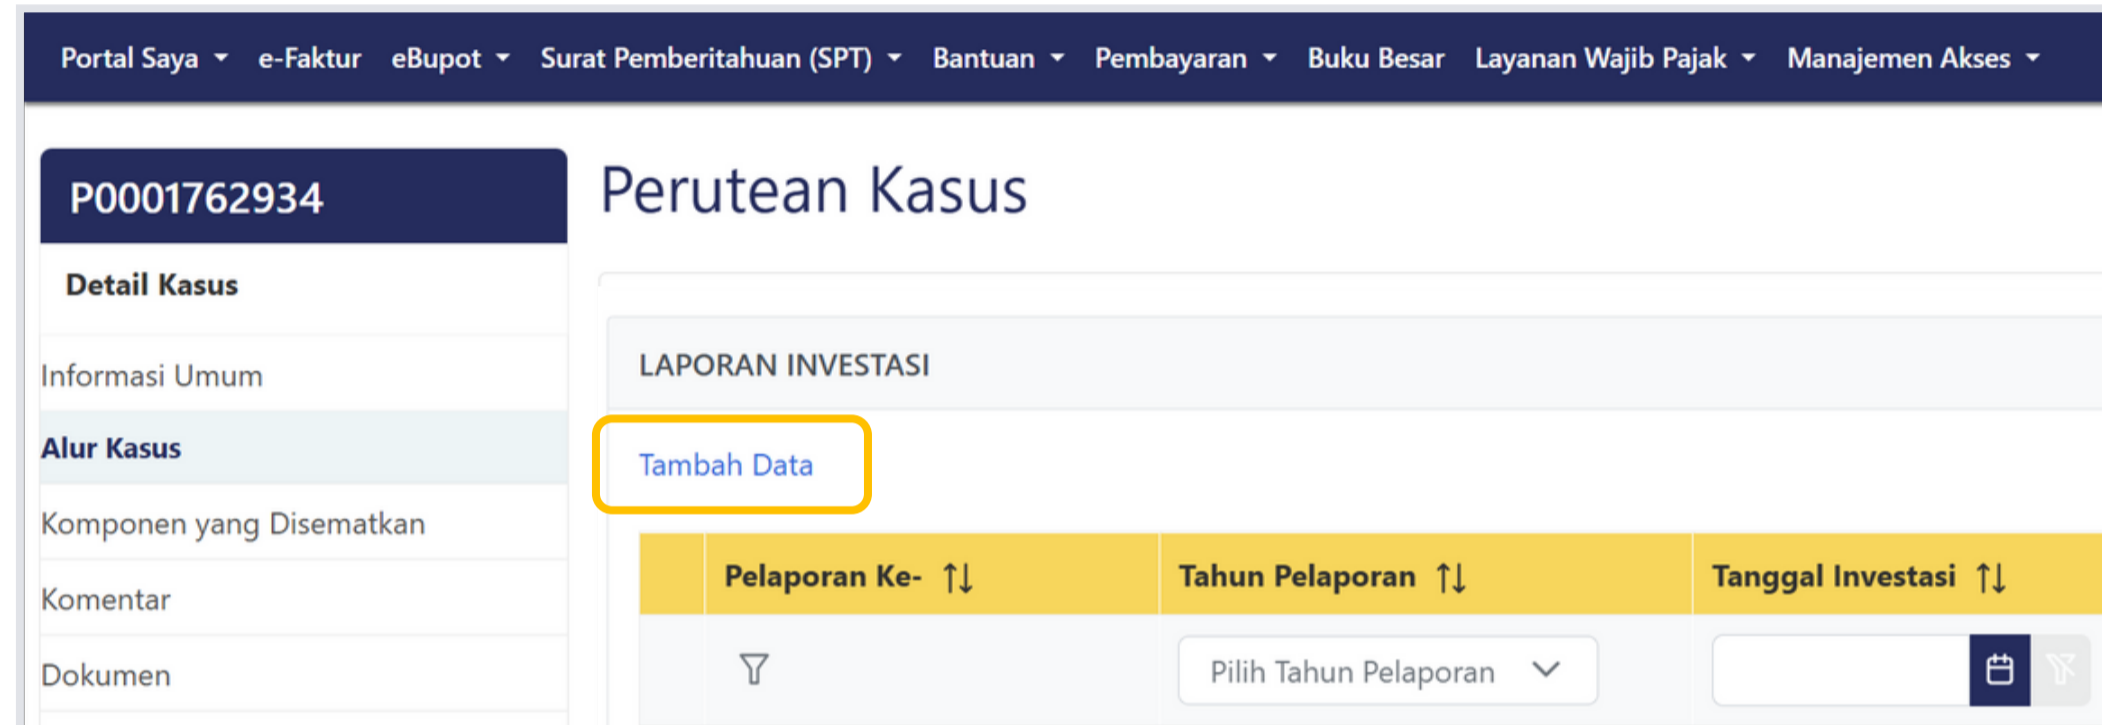 Portal Saya e-Faktur eBupot Surat Pemberitahuan (SPT) Bantuan Pembayaran Buku Besar Layanan Wajib Pajak Manajemen Akses
P0001762934
Detail Kasus
Informasi Umum
Alur Kasus
Komponen yang Disematkan
Komentar
Dokumen
Perutean Kasus
LAPORAN INVESTASI
Tambah Data
Pelaporan Ke- Tahun Pelaporan Tanggal Investasi
Pilih Tahun Pelaporan